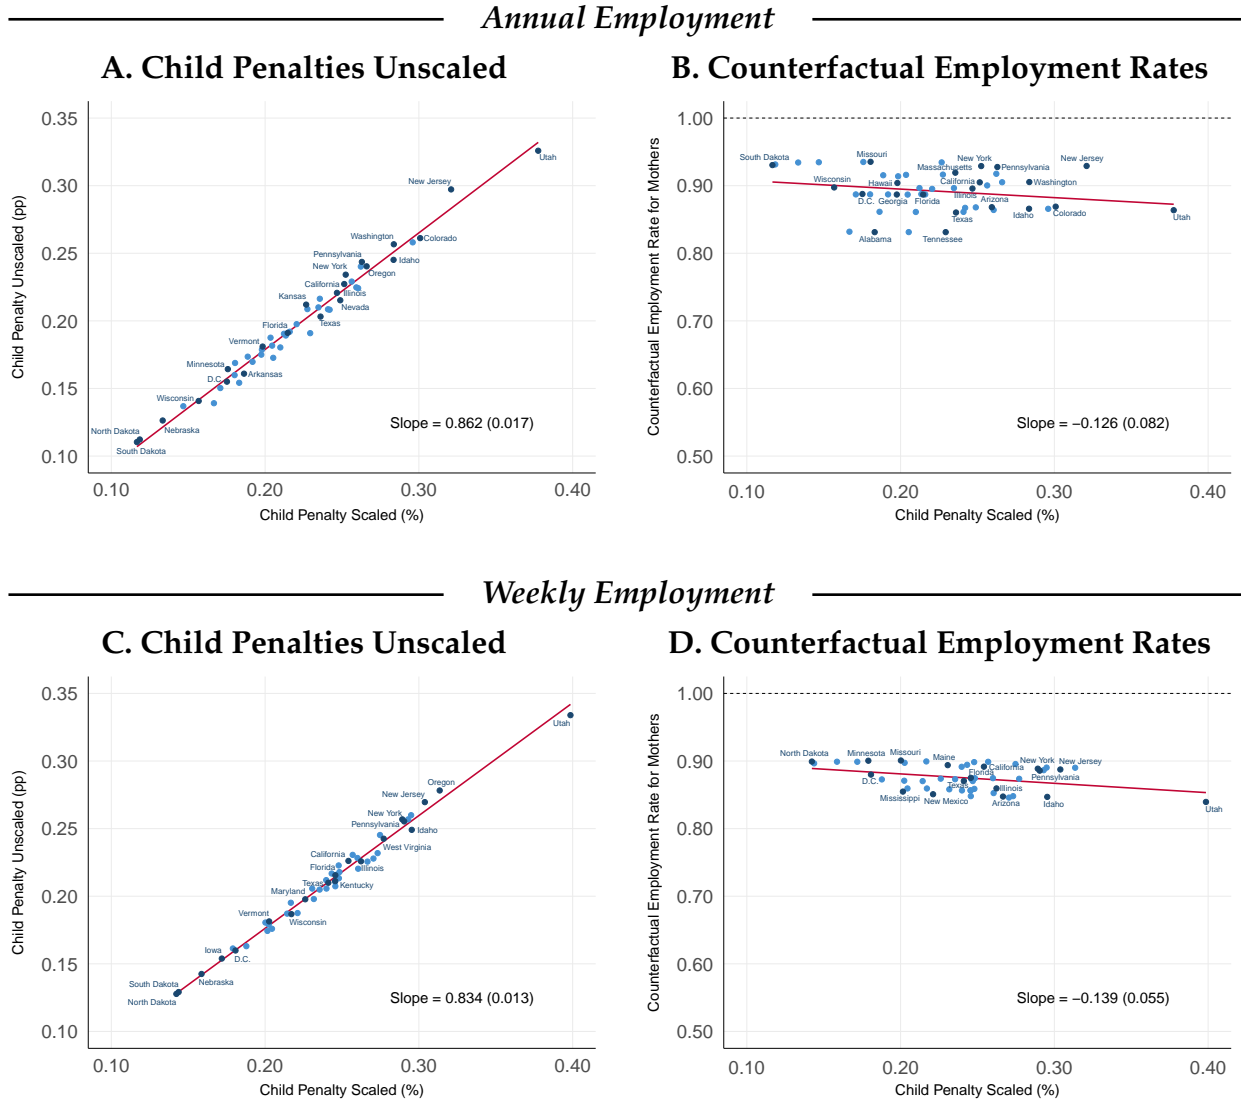 Annual Employment
A. Child Penalties Unscaled
Child Penalty Unscaled (pp)
0.35
0.30
0.25
0.20
0.15
0.10
Utah
New Jersey
Washington
Colorado
Pennsylvania
Idaho
New York
Oregon
California
Illinois
Kansas
Nevada
Florida
Texas
Vermont
Minnesota
D.C.
Arkansas
Wisconsin
Nebraska
North Dakota
South Dakota
Slope = 0.862 (0.017)
0.10
0.20
0.30
0.40
Child Penalty Scaled (%)
B. Counterfactual Employment Rates
Counterfactual Employment Rate for Mothers
1.00
0.90
0.80
0.70
0.60
0.50
South Dakota
Missouri
Massachusetts
New York
Pennsylvania
New Jersey
Wisconsin
Hawaii
California
Washington
D.C.
Georgia
Florida
Illinois
Arizona
Texas
Idaho
Colorado
Utah
Alabama
Tennessee
Slope = −0.126 (0.082)
0.10
0.20
0.30
0.40
Child Penalty Scaled (%)
Weekly Employment
C. Child Penalties Unscaled
Child Penalty Unscaled (pp)
0.35
0.30
0.25
0.20
0.15
0.10
Utah
Oregon
New Jersey
New York
Pennsylvania
Idaho
West Virginia
California
Florida
Illinois
Texas
Kentucky
Maryland
Vermont
Wisconsin
Iowa
D.C.
South Dakota
Nebraska
North Dakota
Slope = 0.834 (0.013)
0.10
0.20
0.30
0.40
Child Penalty Scaled (%)
D. Counterfactual Employment Rates
Counterfactual Employment Rate for Mothers
1.00
0.90
0.80
0.70
0.60
0.50
North Dakota
Minnesota
Missouri
Maine
California
New York
New Jersey
D.C.
Florida
Pennsylvania
Texas
Illinois
Mississippi
New Mexico
Arizona
Idaho
Utah
Slope = −0.139 (0.055)
0.10
0.20
0.30
0.40
Child Penalty Scaled (%)